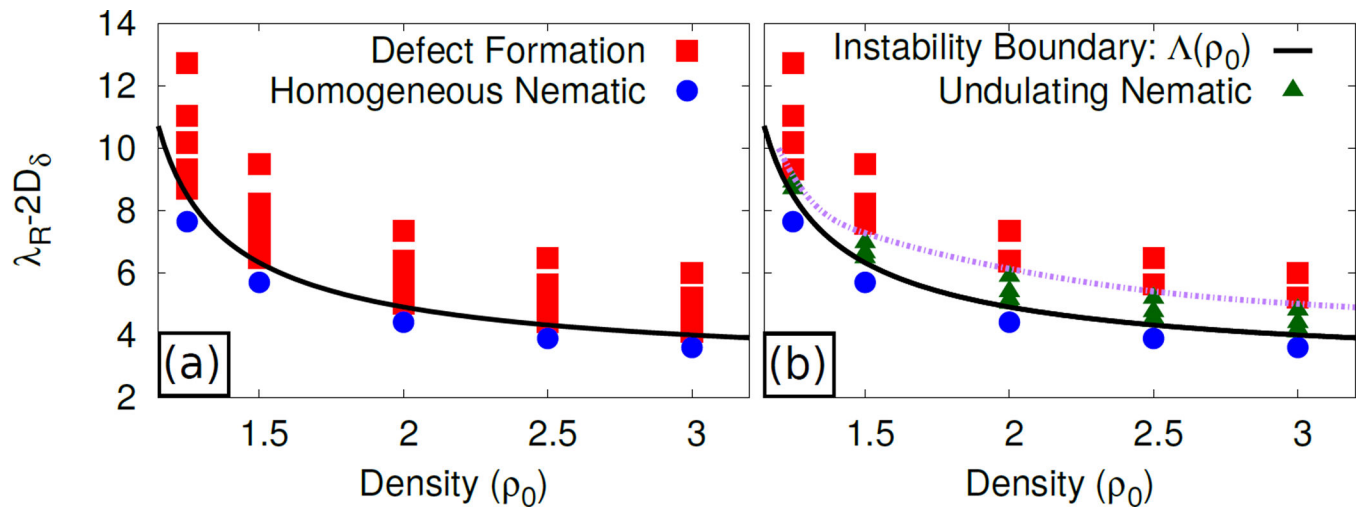 14
12
10
8
6
4
2
λR-2Dδ
Defect Formation
Homogeneous Nematic
(a)
1.5 2 2.5 3
Density (ρ0)
Instability Boundary: Λ(ρ0)
Undulating Nematic
(b)
1.5 2 2.5 3
Density (ρ0)